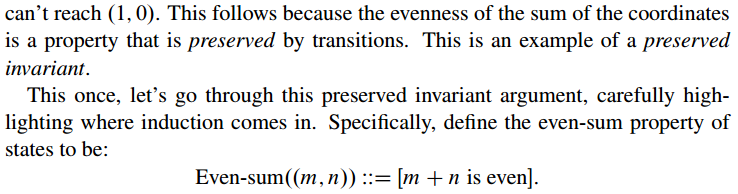 can't reach (1, 0). This follows because the evenness of the sum of the coordinates
is a property that is preserved by transitions. This is an example of a preserved
invariant.
This once, let's go through this preserved invariant argument, carefully high-
lighting where induction comes in. Specifically, define the even-sum property of
states to be:
Even-sum((m, n)) ::= [m + n is even].